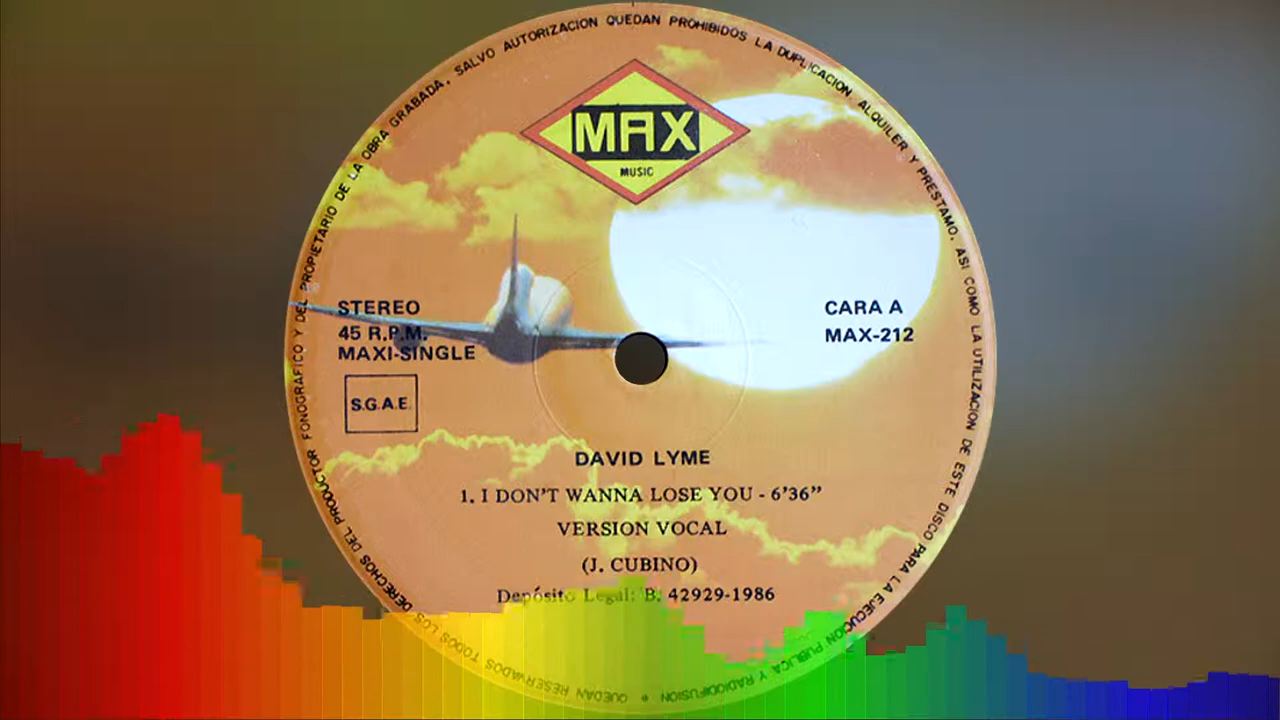 QUEDAN RESERVADOS TODOS LOS DERECHOS DEL PRODUCTOR FONOGRAFICO Y DEL PROPIETARIO DE LA OBRA GRABADA. SALVO AUTORIZACION QUEDAN PROHIBIDOS LA DUPLICACION ALQUILER Y PRESTAMO. ASI COMO LA UTILIZACION DE ESTE DISCO PARA LA EJECUCION PUBLICA Y RADIODIFUSION
MAX
MUSIC
STEREO
45 R.P.M.
MAXI-SINGLE
S.G.A.E.
CARA A
MAX-212
DAVID LYME
1. I DON'T WANNA LOSE YOU - 6'36”
VERSION VOCAL
(J. CUBINO)
Depósito Legal: B. 42929-1986